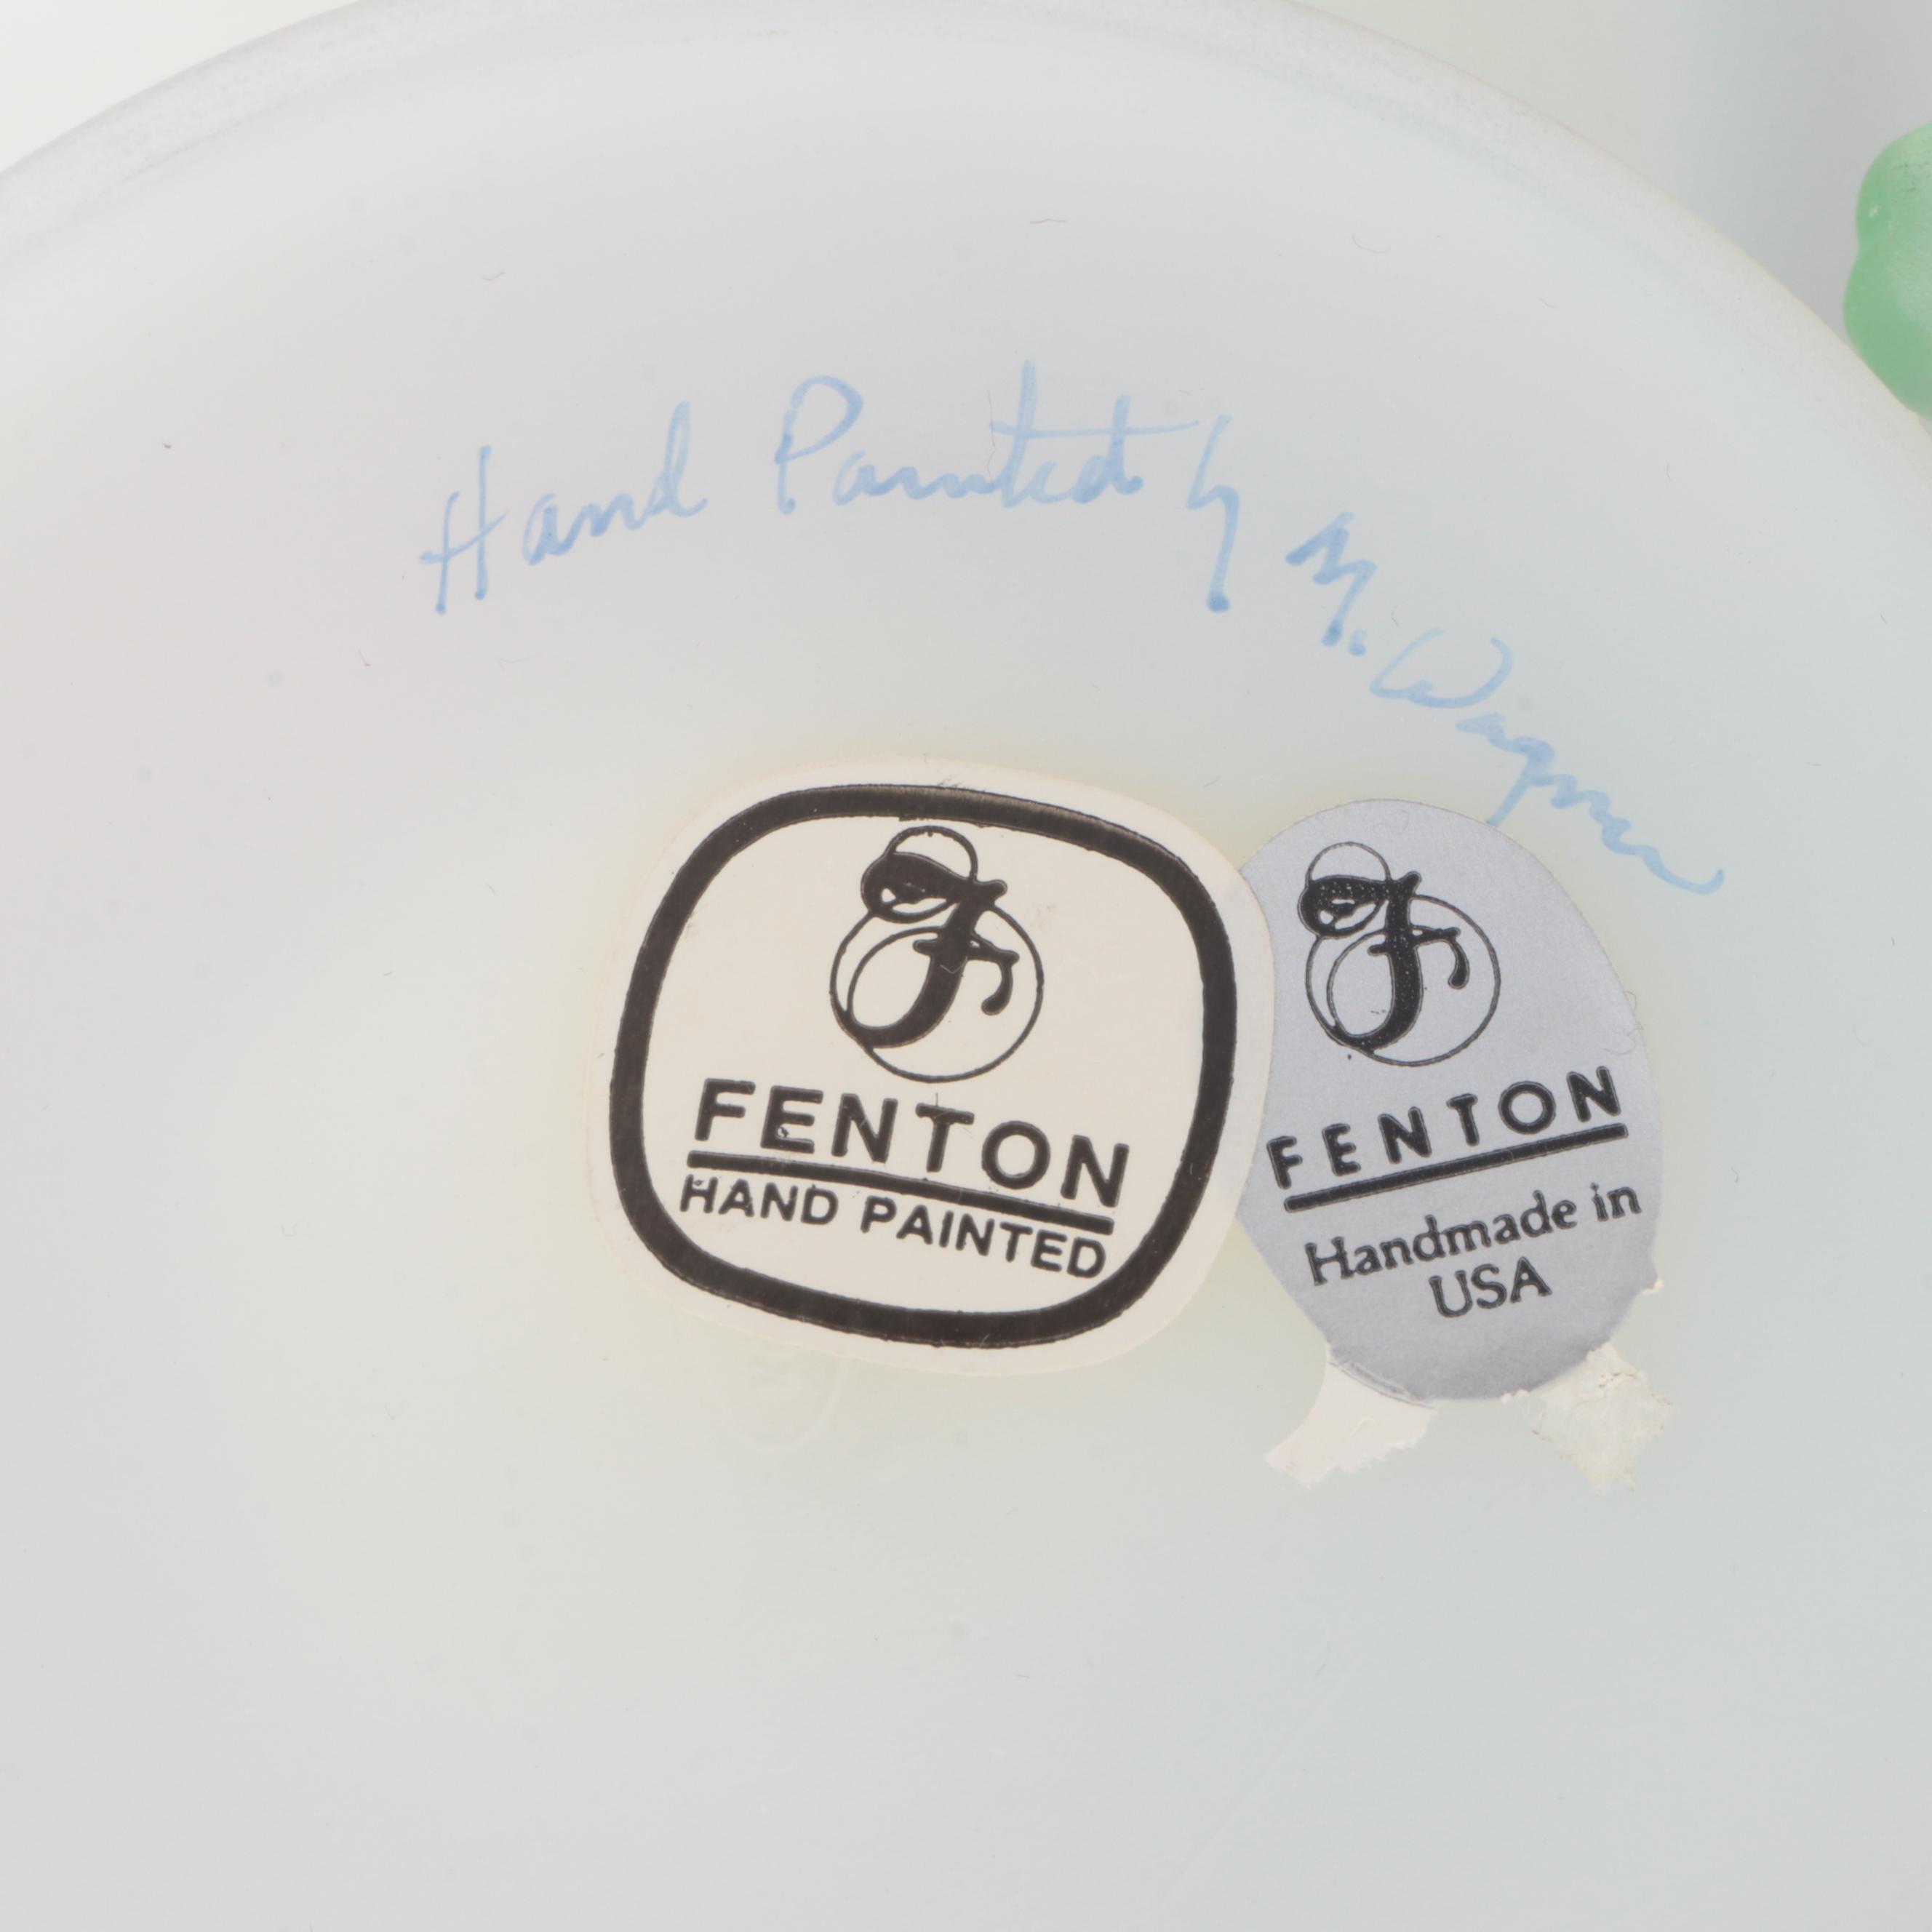 Hand Painted by M. Wagner
F
FENTON
HAND PAINTED
F
FENTON
Handmade in
USA